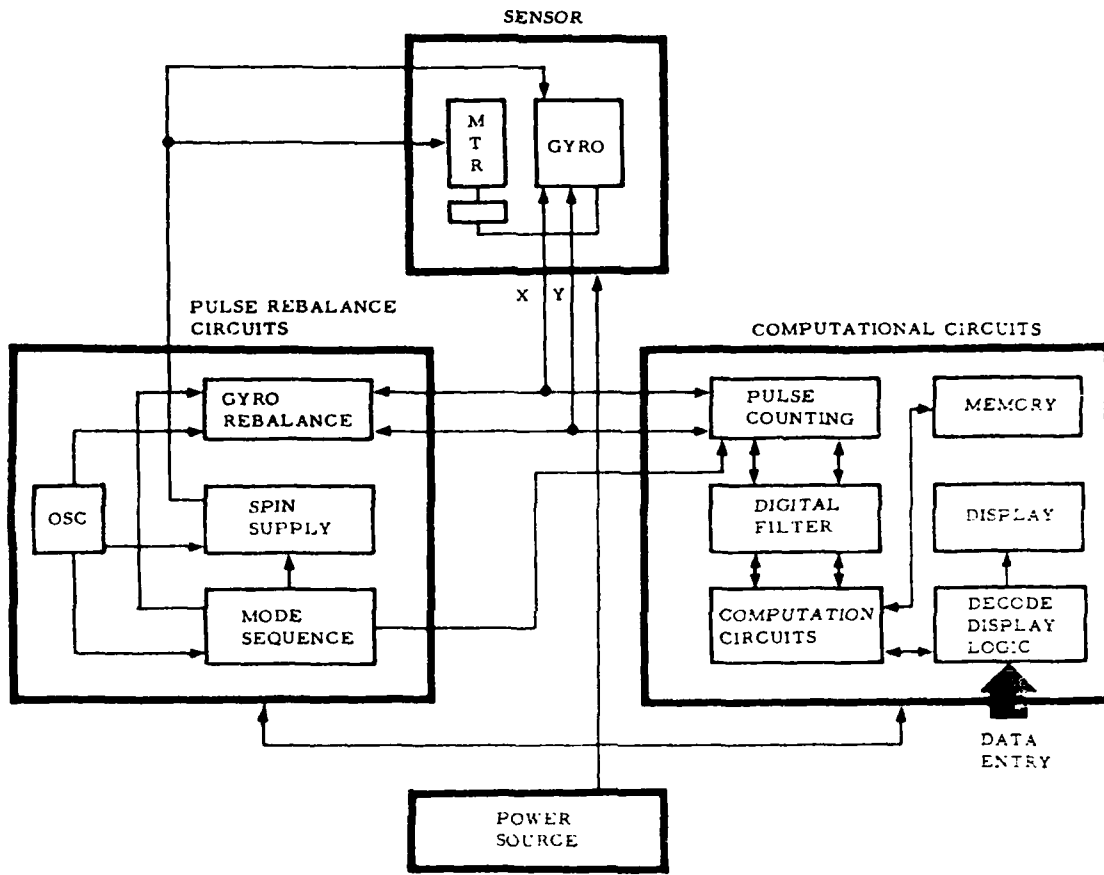 SENSOR
M
T
R
GYRO
X Y
PULSE REBALANCE
CIRCUITS
COMPUTATIONAL CIRCUITS
GYRO
REBALANCE
PULSE
COUNTING
MEMORY
OSC
SPIN
SUPPLY
DIGITAL
FILTER
DISPLAY
MODE
SEQUENCE
COMPUTATION
CIRCUITS
DECODE
DISPLAY
LOGIC
DATA
ENTRY
POWER
SOURCE